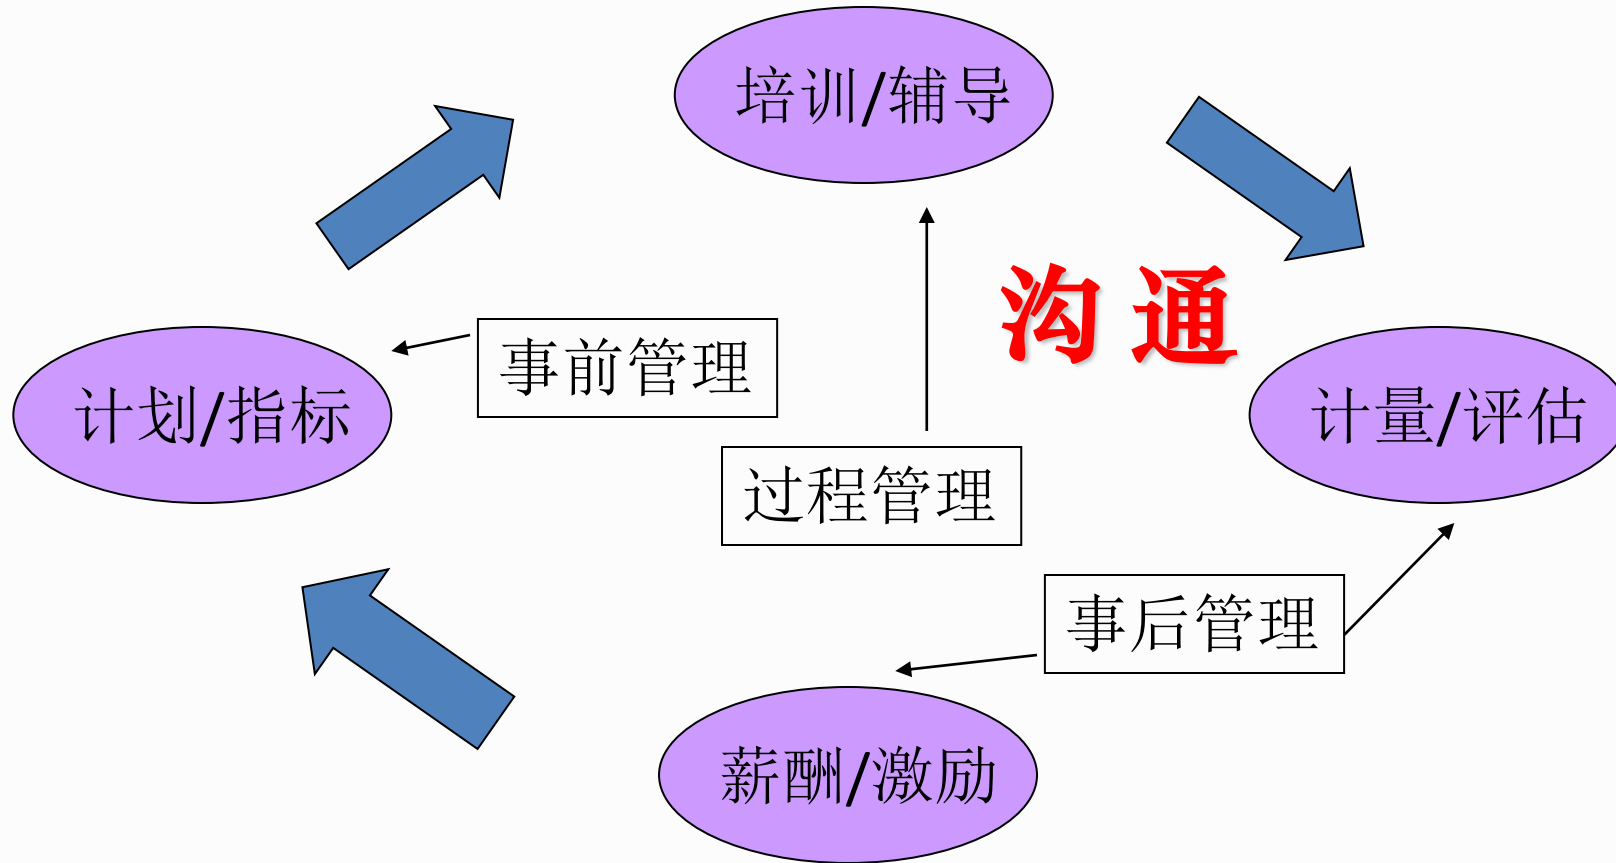 培训/辅导
沟 通
事前管理
计划/指标
计量/评估
过程管理
事后管理
薪酬/激励